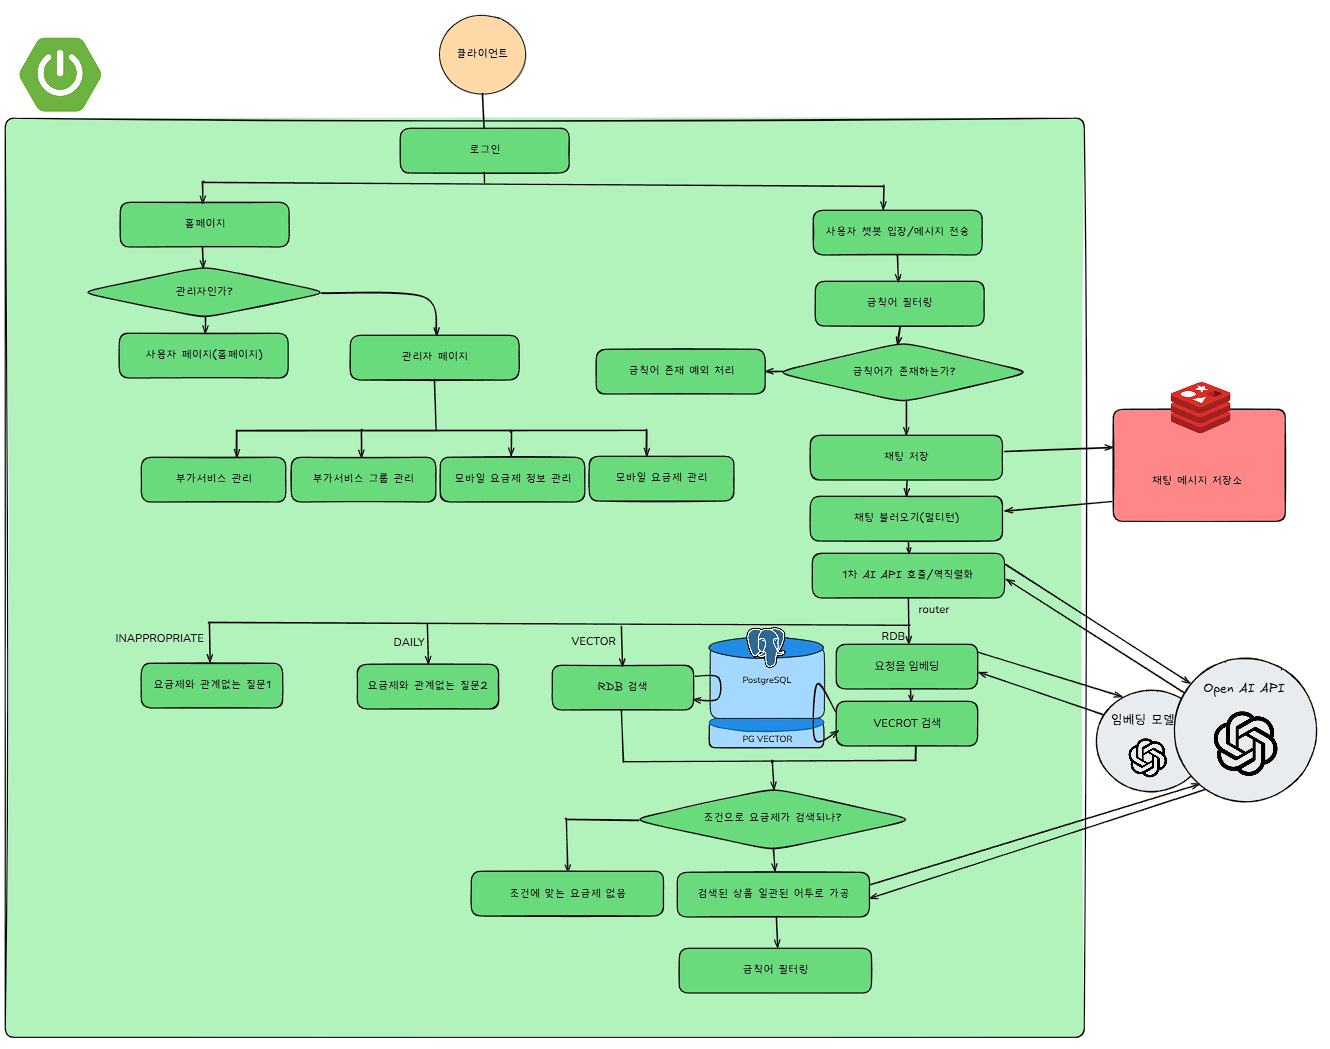 클라이언트
로그인
홈페이지
사용자 챗봇 입장/메시지 전송
관리자인가?
금칙어 필터링
사용자 페이지(홈페이지)
관리자 페이지
금칙어 존재 예외 처리
금칙어가 존재하는가?
부가서비스 관리
부가서비스 그룹 관리
모바일 요금제 정보 관리
모바일 요금제 관리
채팅 저장
채팅 메시지 저장소
채팅 불러오기(멀티턴)
1차 AI API 호출/역직렬화
router
INAPPROPRIATE
DAILY
VECTOR
RDB
요금제와 관계없는 질문1
요금제와 관계없는 질문2
RDB 검색
PostgreSQL
요청을 임베딩
PG VECTOR
VECROT 검색
임베딩 모델
Open AI API
조건으로 요금제가 검색되나?
조건에 맞는 요금제 없음
검색된 상품 일관된 어투로 가공
금칙어 필터링